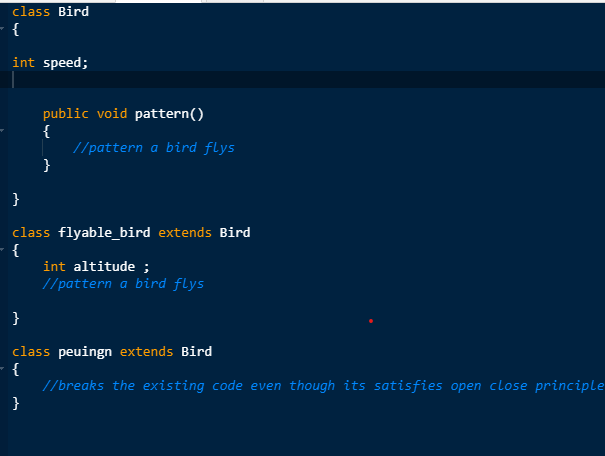 class Bird
{
int speed;
public void pattern()
{
//pattern a bird flys
}
}
class flyable_bird extends Bird
{
int altitude ;
//pattern a bird flys
}
class peuingn extends Bird
{
//breaks the existing code even though its satisfies open close principle
}